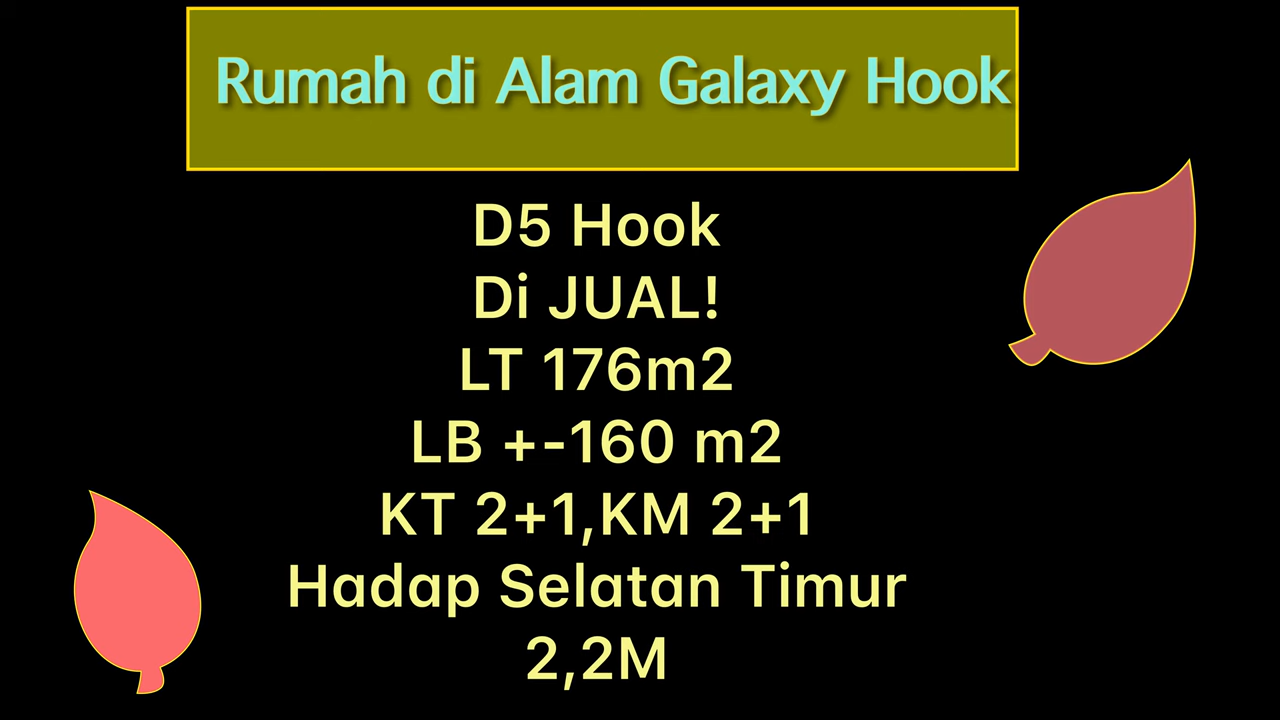 Rumah di Alam Galaxy Hook
D5 Hook
Di JUAL!
LT 176m2
LB +-160 m2
KT 2+1,KM 2+1
Hadap Selatan Timur
2,2M